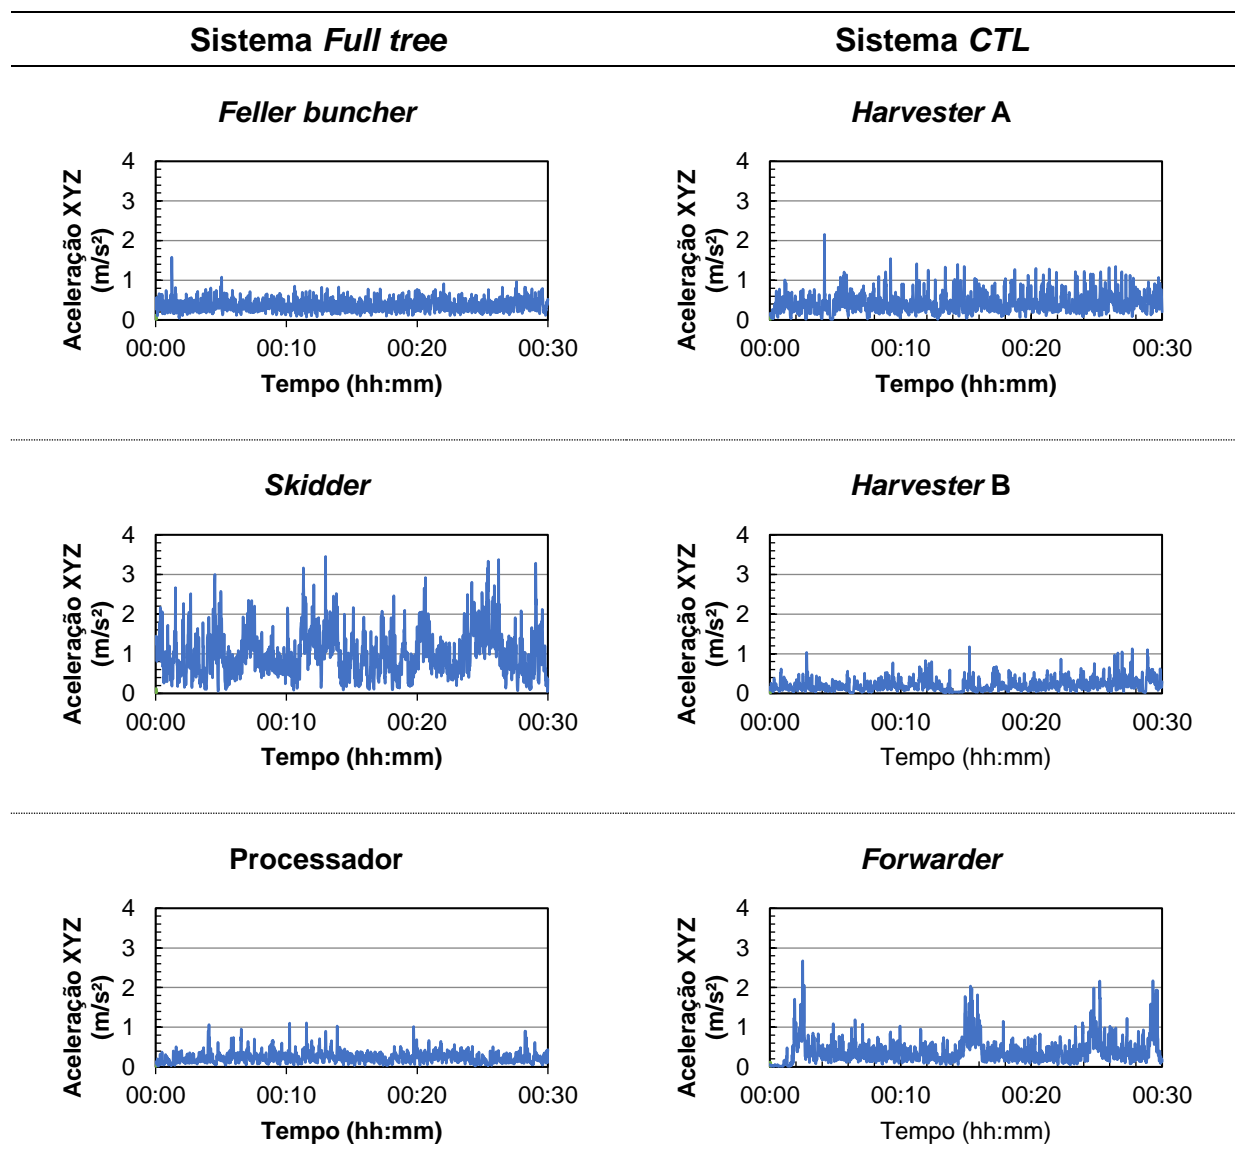 Sistema Full tree
Sistema CTL
Feller buncher
Harvester A
Aceleração XYZ
(m/s²)
4
3
2
1
0
00:00 00:10 00:20 00:30
Tempo (hh:mm)
Aceleração XYZ
(m/s²)
4
3
2
1
0
00:00 00:10 00:20 00:30
Tempo (hh:mm)
Skidder
Harvester B
Aceleração XYZ
(m/s²)
4
3
2
1
0
00:00 00:10 00:20 00:30
Tempo (hh:mm)
Aceleração XYZ
(m/s²)
4
3
2
1
0
00:00 00:10 00:20 00:30
Tempo (hh:mm)
Processador
Forwarder
Aceleração XYZ
(m/s²)
4
3
2
1
0
00:00 00:10 00:20 00:30
Tempo (hh:mm)
Aceleração XYZ
(m/s²)
4
3
2
1
0
00:00 00:10 00:20 00:30
Tempo (hh:mm)